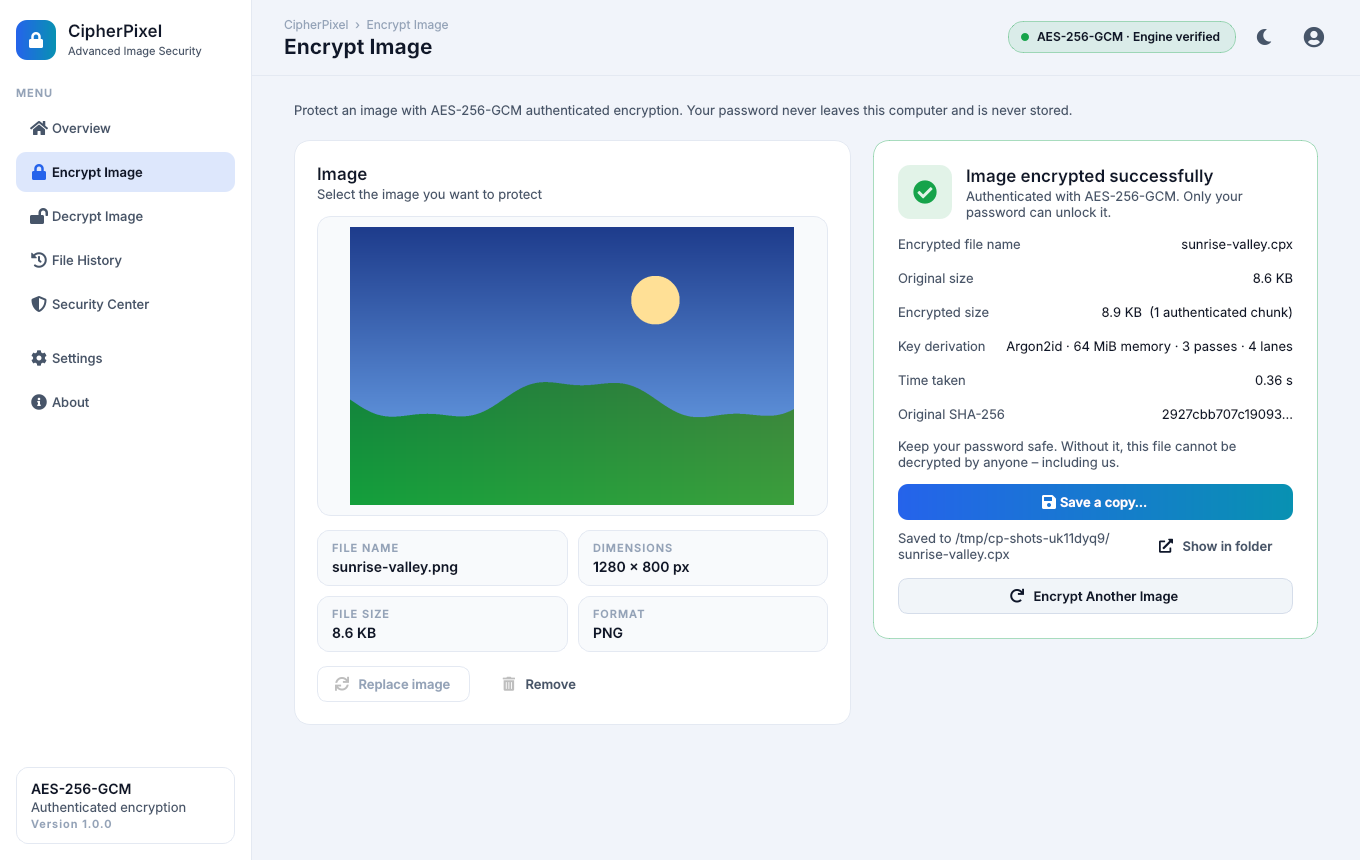 CipherPixel
Advanced Image Security
MENU
Overview
Encrypt Image
Decrypt Image
File History
Security Center
Settings
About
AES-256-GCM
Authenticated encryption
Version 1.0.0
CipherPixel › Encrypt Image
Encrypt Image
AES-256-GCM · Engine verified
Protect an image with AES-256-GCM authenticated encryption. Your password never leaves this computer and is never stored.
Image
Select the image you want to protect
FILE NAME
sunrise-valley.png
DIMENSIONS
1280 × 800 px
FILE SIZE
8.6 KB
FORMAT
PNG
Replace image
Remove
Image encrypted successfully
Authenticated with AES-256-GCM. Only your
password can unlock it.
Encrypted file name sunrise-valley.cpx
Original size 8.6 KB
Encrypted size 8.9 KB (1 authenticated chunk)
Key derivation Argon2id · 64 MiB memory · 3 passes · 4 lanes
Time taken 0.36 s
Original SHA-256 2927cbb707c19093…
Keep your password safe. Without it, this file cannot be
decrypted by anyone – including us.
Save a copy…
Saved to /tmp/cp-shots-uk11dyq9/
sunrise-valley.cpx
Show in folder
Encrypt Another Image